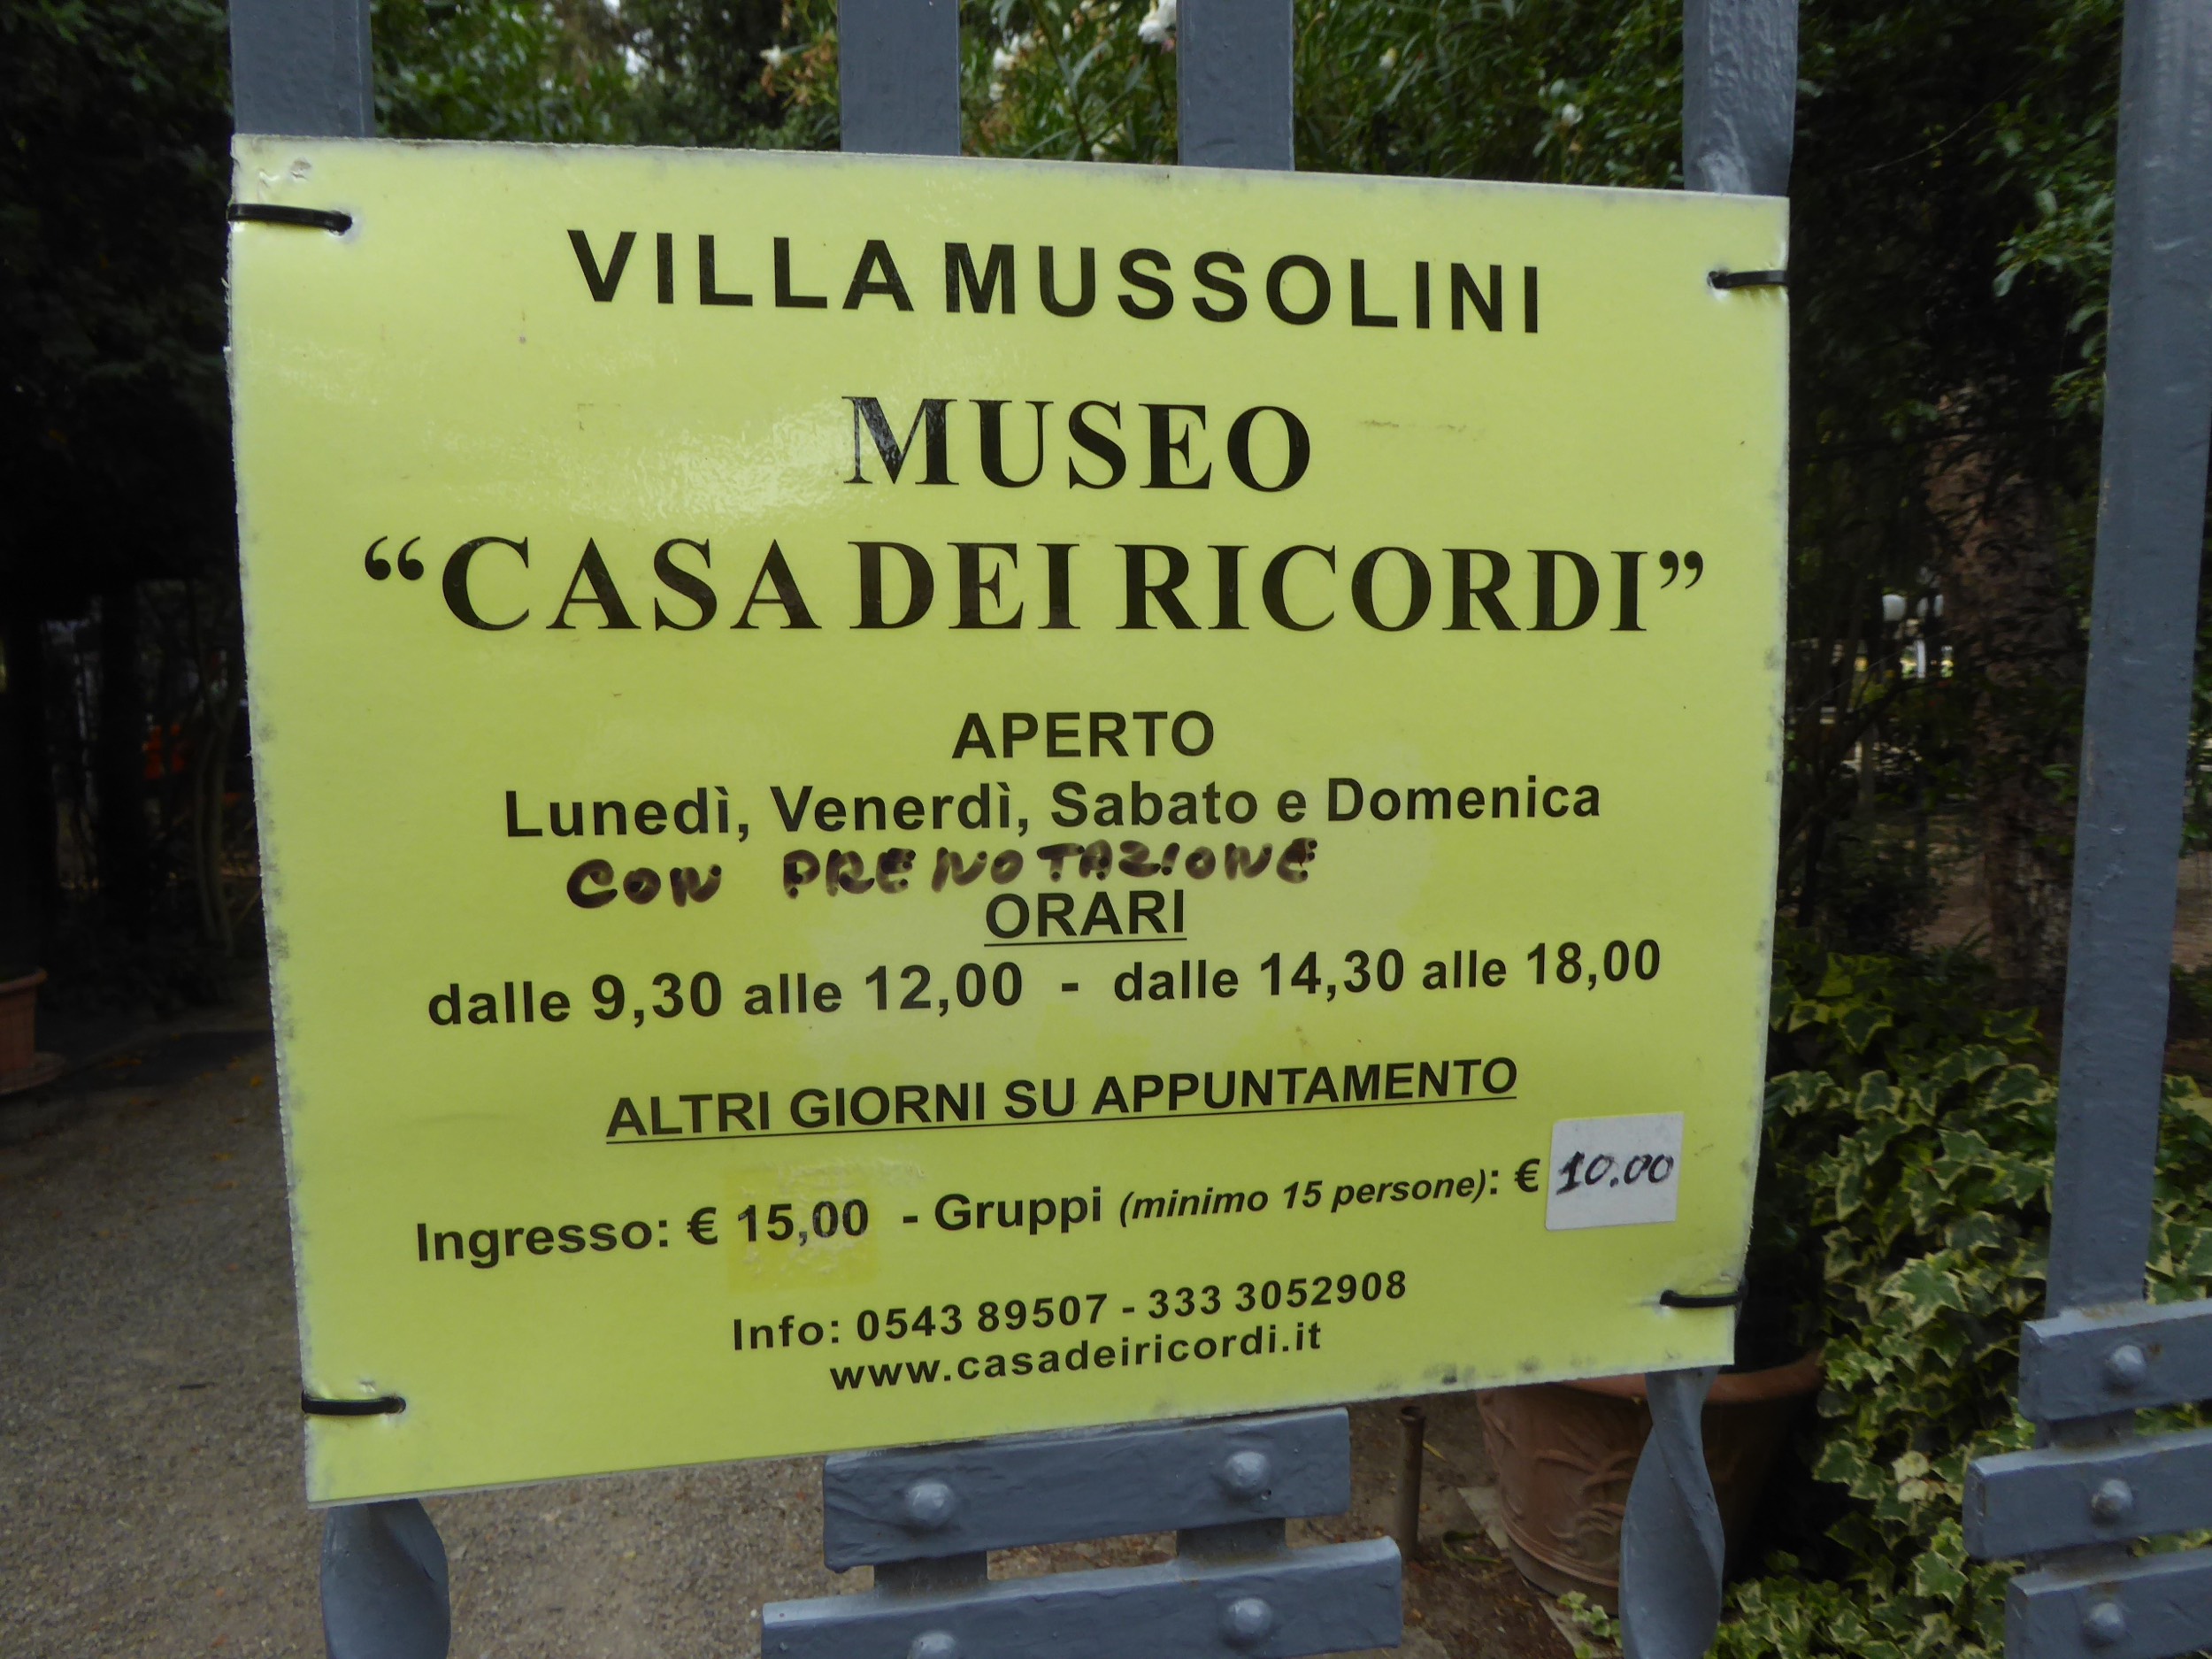 VILLA MUSSOLINI
MUSEO
“CASA DEI RICORDI”
APERTO
Lunedì, Venerdì, Sabato e Domenica
CON PRENOTAZIONE
ORARI
dalle 9,30 alle 12,00 - dalle 14,30 alle 18,00
ALTRI GIORNI SU APPUNTAMENTO
Ingresso: € 15,00 - Gruppi (minimo 15 persone): € 10.00
Info: 0543 89507 - 333 3052908
www.casadeiricordi.it